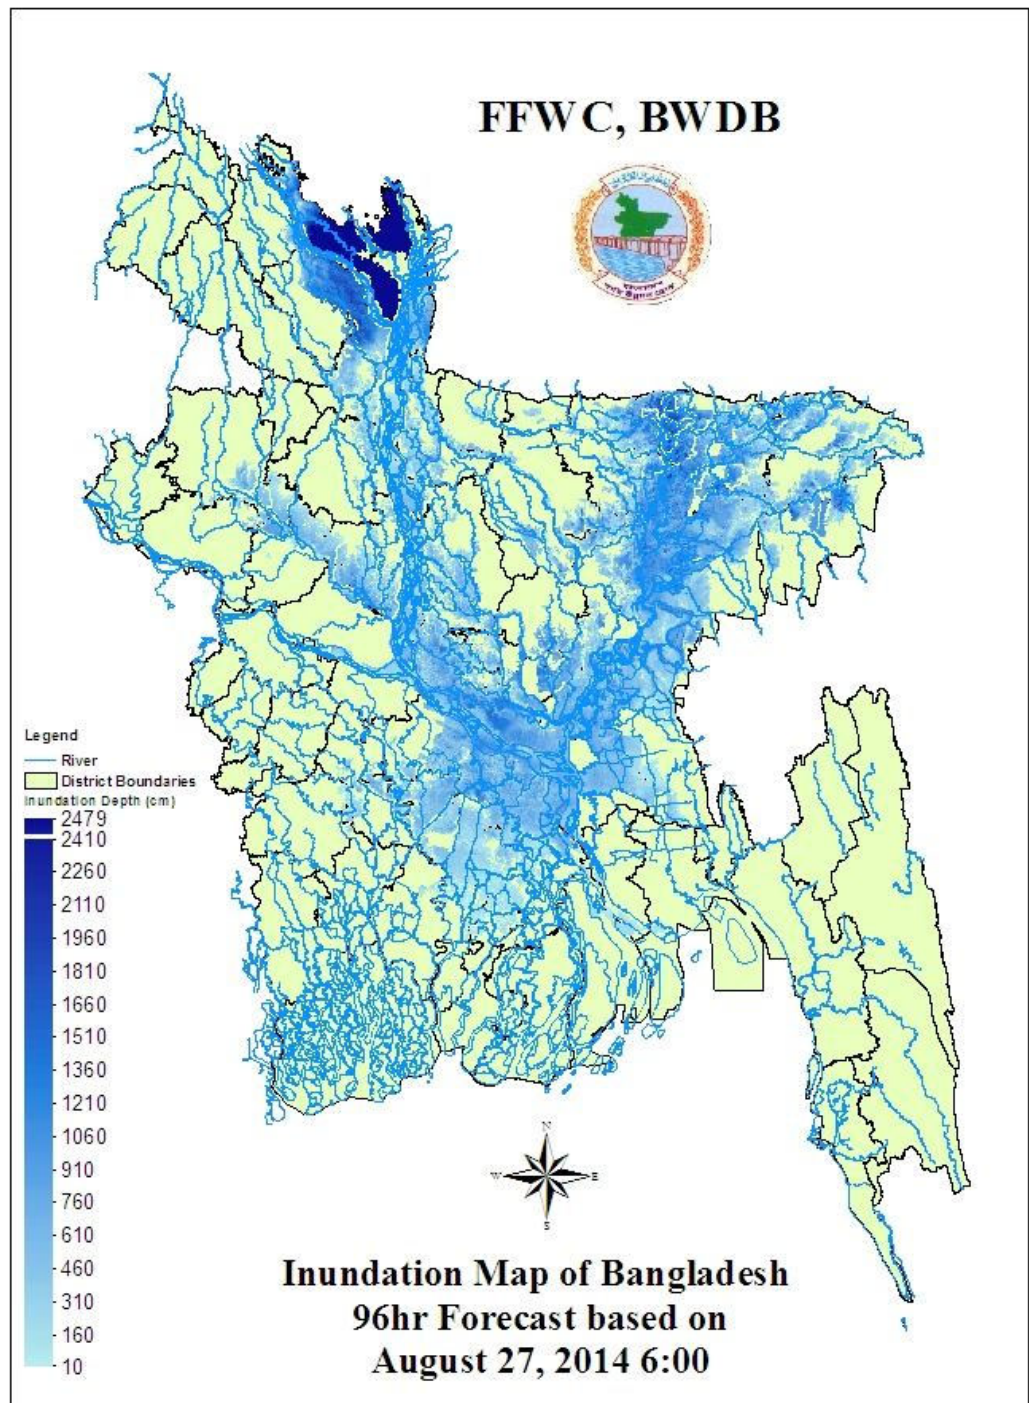 FFWC, BWDB
Legend
River
District Boundaries
Inundation Depth (cm)
2479
2410
2260
2110
1960
1810
1660
1510
1360
1210
1060
910
760
610
460
310
160
10
N
W
E
S
Inundation Map of Bangladesh
96hr Forecast based on
August 27, 2014 6:00